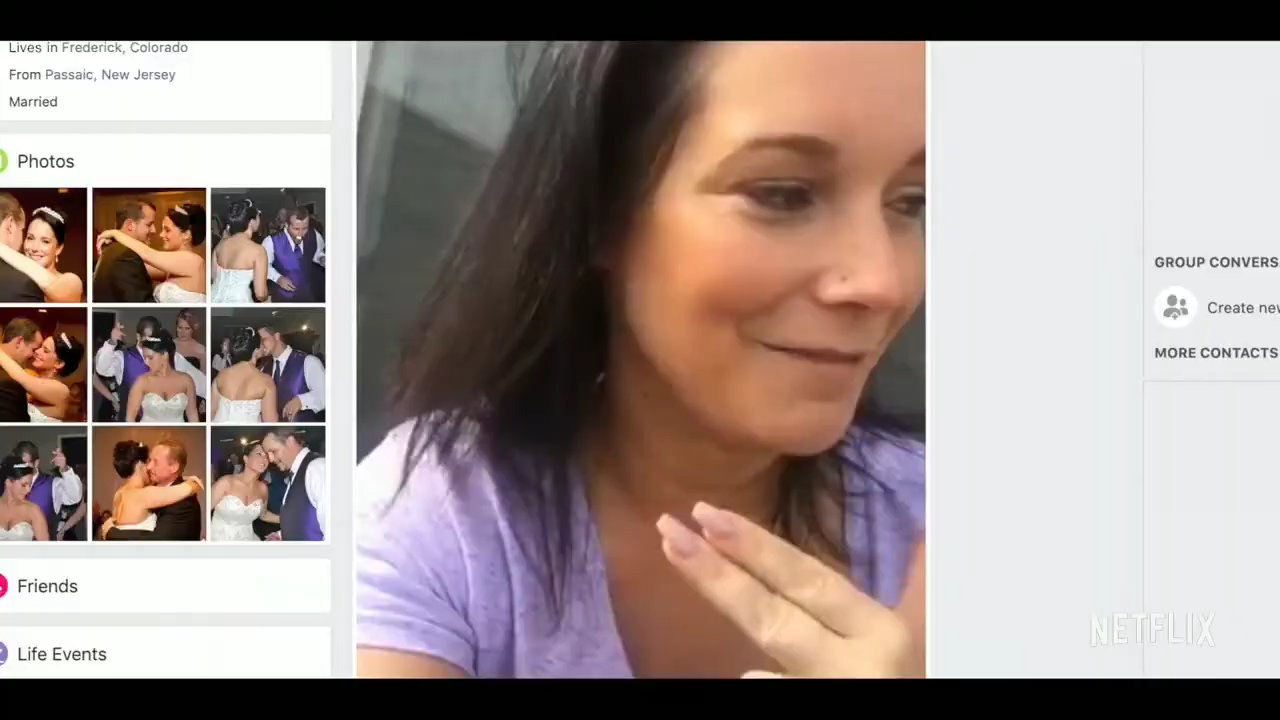 Lives in Frederick, Colorado
From Passaic, New Jersey
Married
Photos
Friends
Life Events
GROUP CONVERS
Create new
MORE CONTACTS
NETFLIX